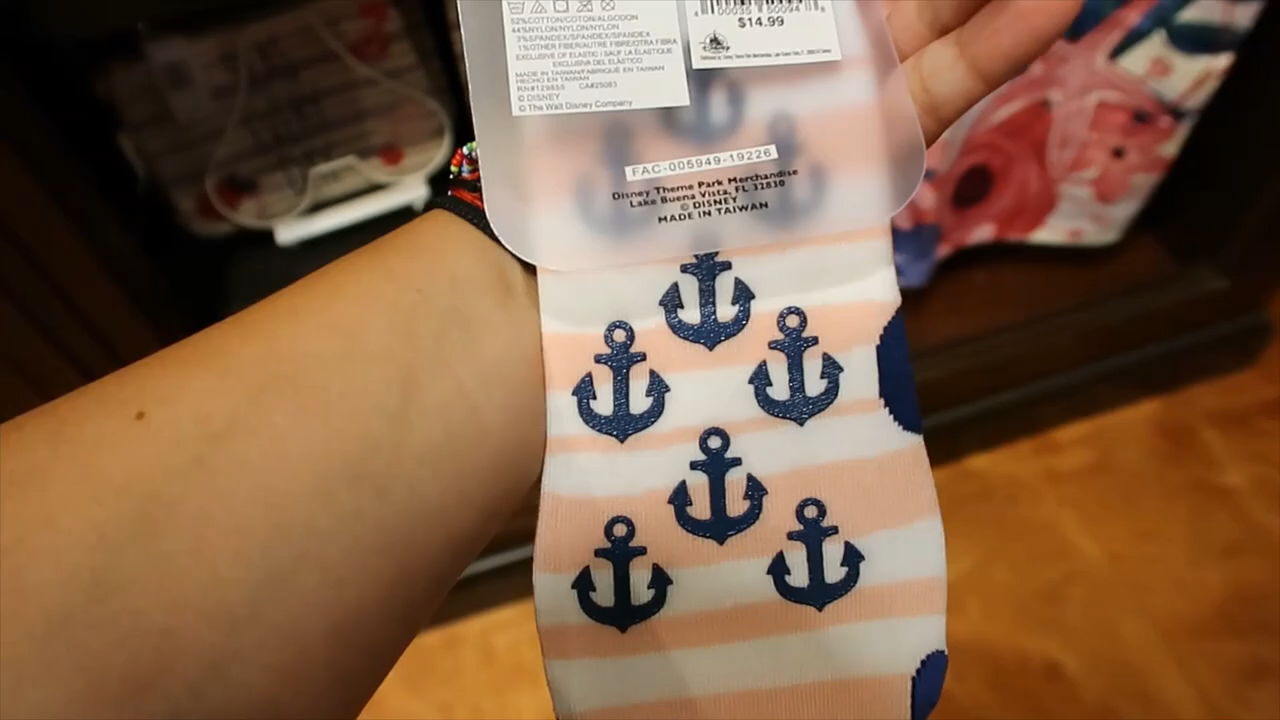 52%COTTON/COTON/ALGODON
44%NYLON/NYLON/NYLON
3%SPANDEX/SPANDEX/SPANDEX
1%OTHER FIBER/AUTRE FIBRE/OTRA FIBRA
EXCLUSIVE OF ELASTIC / SAUF LA ÉLASTIQUE
EXCLUSIVA DEL ELÁSTICO
MADE IN TAIWAN/FABRIQUÉ EN TAIWAN
HECHO EN TAIWAN
RN#129855 CA#25083
© DISNEY
© The Walt Disney Company
$14.99
Disney
FAC-005949-19226
Disney Theme Park Merchandise
Lake Buena Vista, FL 32830
© DISNEY
MADE IN TAIWAN